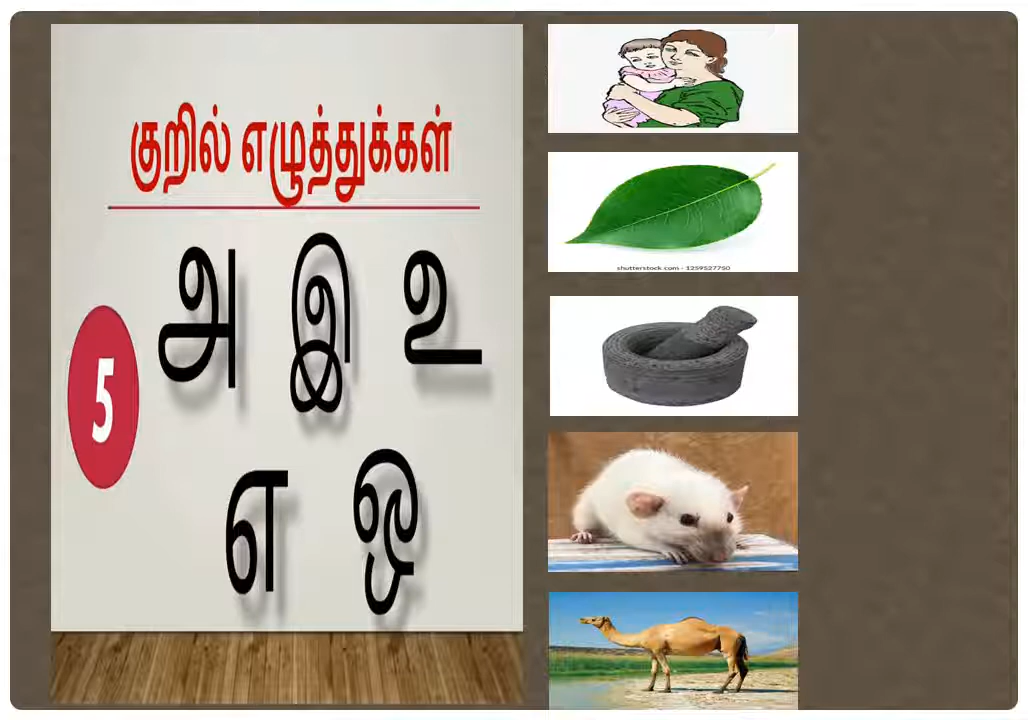 குறில் எழுத்துக்கள்
அ இ உ
5
எ ஒ
shutterstock.com · 1259527750